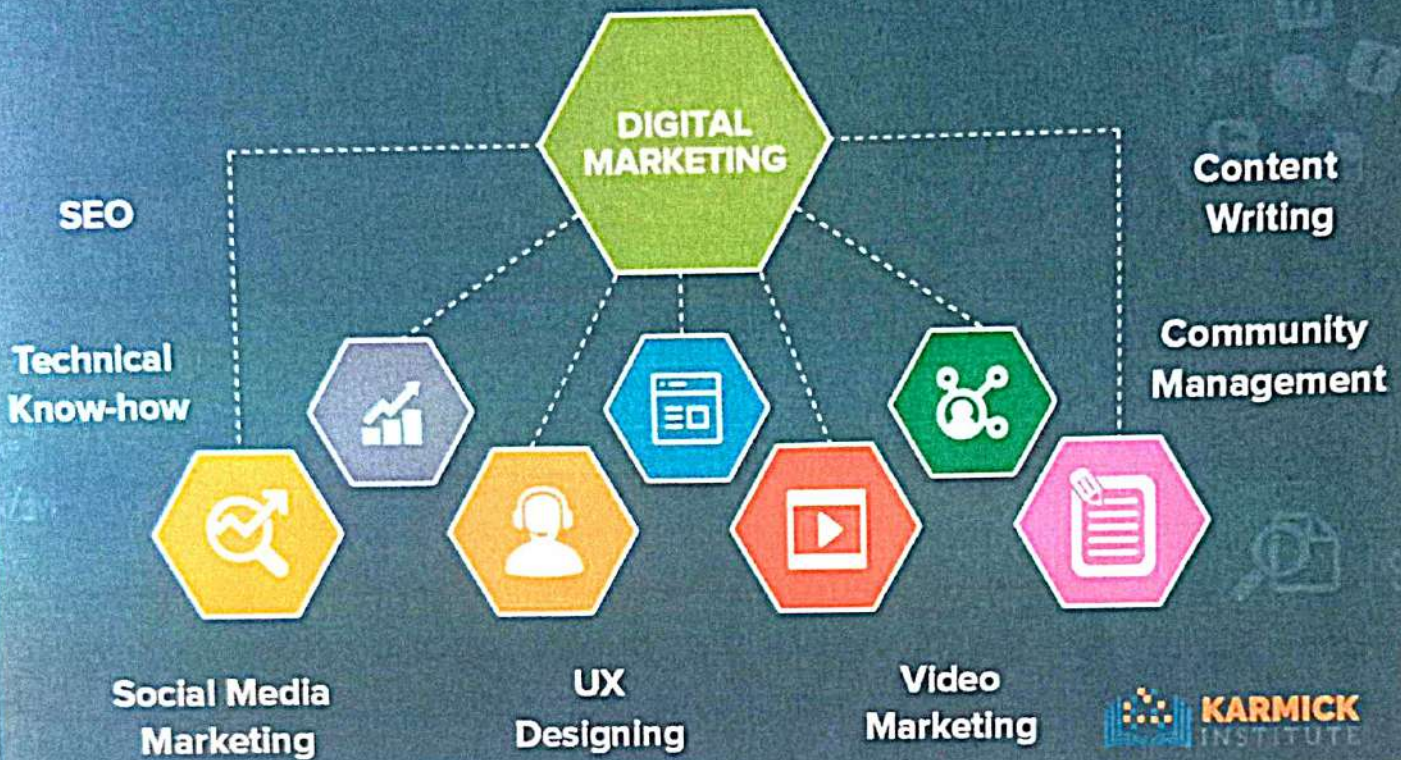 DIGITAL
MARKETING
SEO
Content
Writing
Technical
Know-how
Community
Management
Social Media
Marketing
UX
Designing
Video
Marketing
KARMICK
INSTITUTE